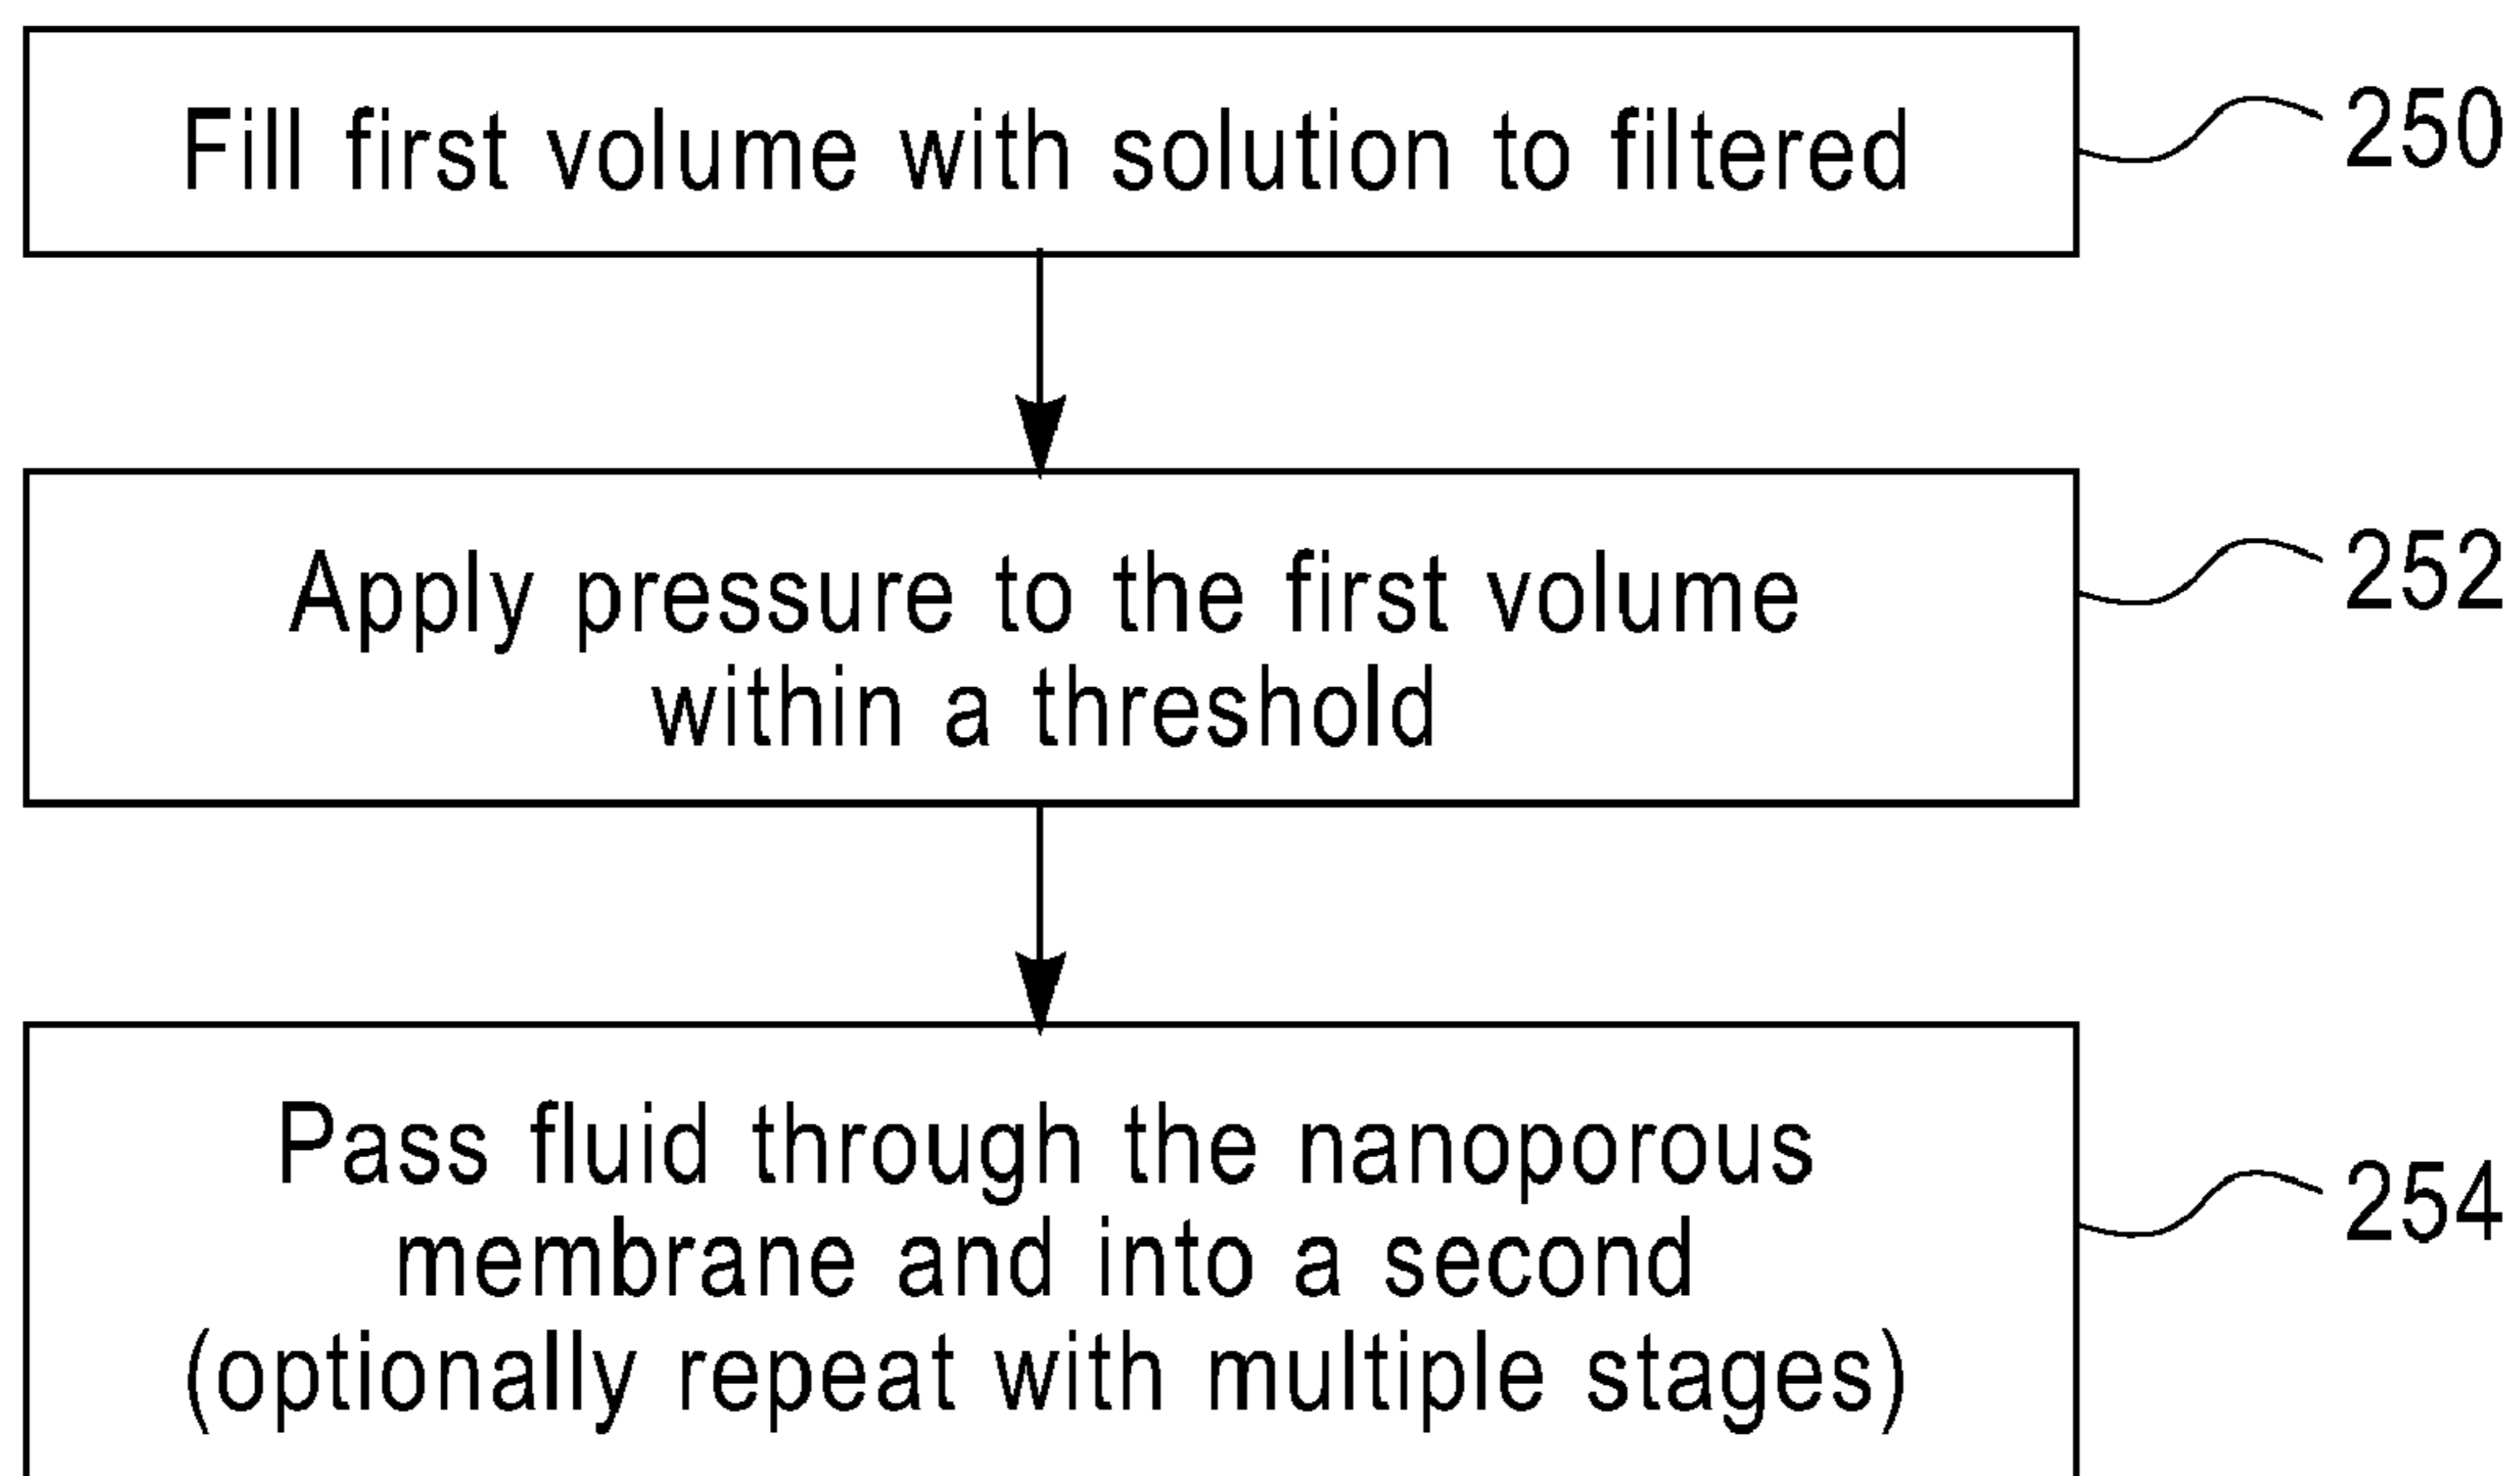 Fill first volume with solution to filtered
250
Apply pressure to the first volume
within a threshold
252
Pass fluid through the nanoporous
membrane and into a second
(optionally repeat with multiple stages)
254